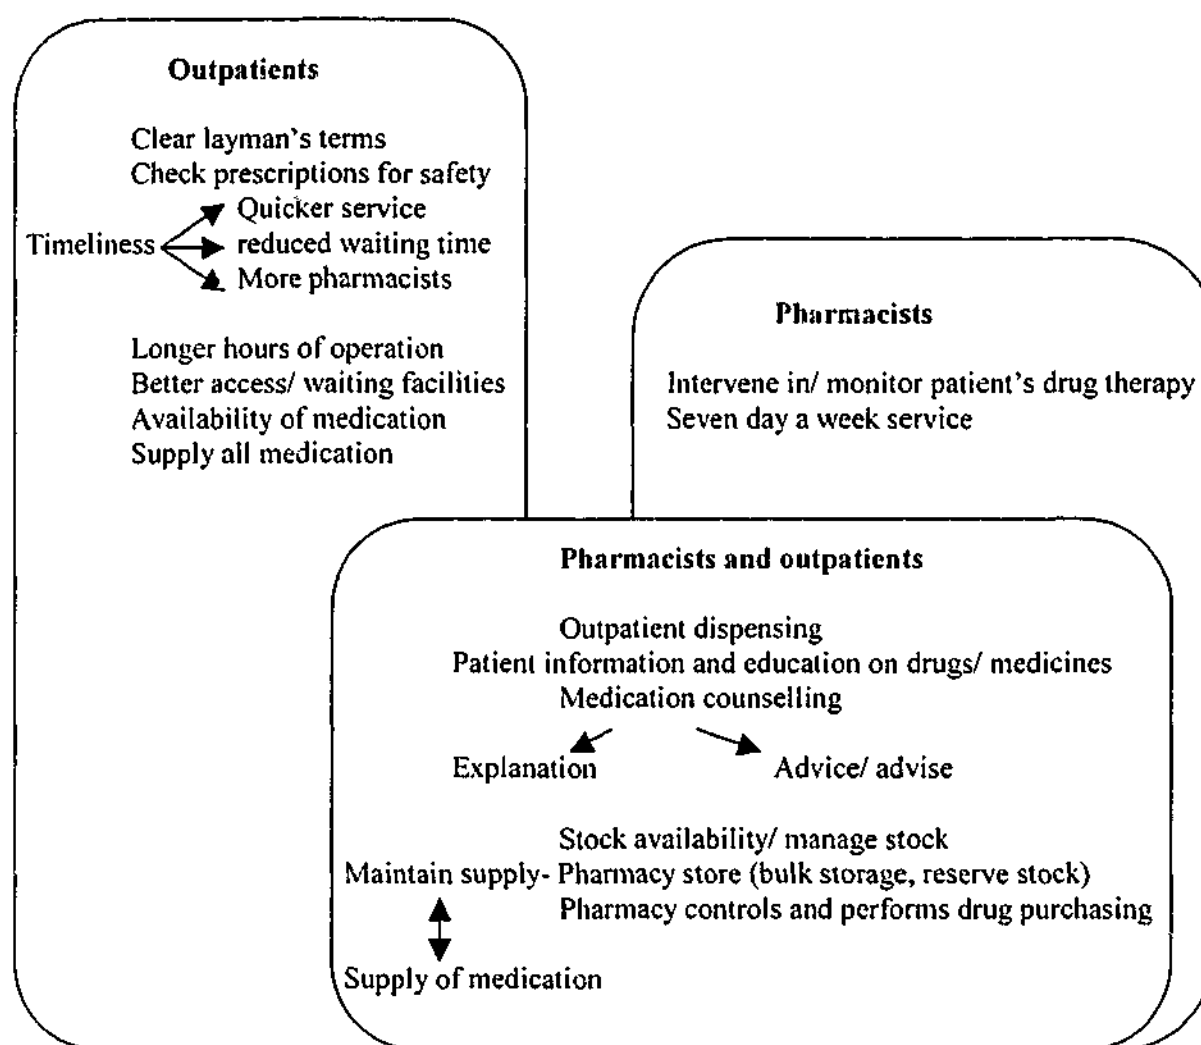 Outpatients
Clear layman's terms
Check prescriptions for safety
Quicker service
Timeliness reduced waiting time
More pharmacists
Longer hours of operation
Better access/ waiting facilities
Availability of medication
Supply all medication
Pharmacists
Intervene in/ monitor patient's drug therapy
Seven day a week service
Pharmacists and outpatients
Outpatient dispensing
Patient information and education on drugs/ medicines
Medication counselling
Explanation Advice/ advise
Stock availability/ manage stock
Maintain supply- Pharmacy store (bulk storage, reserve stock)
Pharmacy controls and performs drug purchasing
Supply of medication